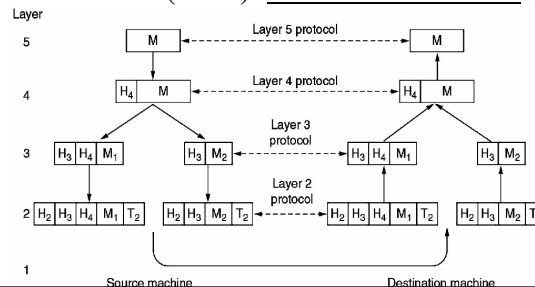 Layer
5 M Layer 5 protocol M
4 H4 M Layer 4 protocol H4 M
Layer 3
protocol
3 H3 H4 M1 H3 M2 H3 H4 M1 H3 M2
Layer 2
protocol
2 H2 H3 H4 M1 T2 H2 H3 M2 T2 H2 H3 H4 M1 T2 H2 H3 M2
1
Source machine Destination machine